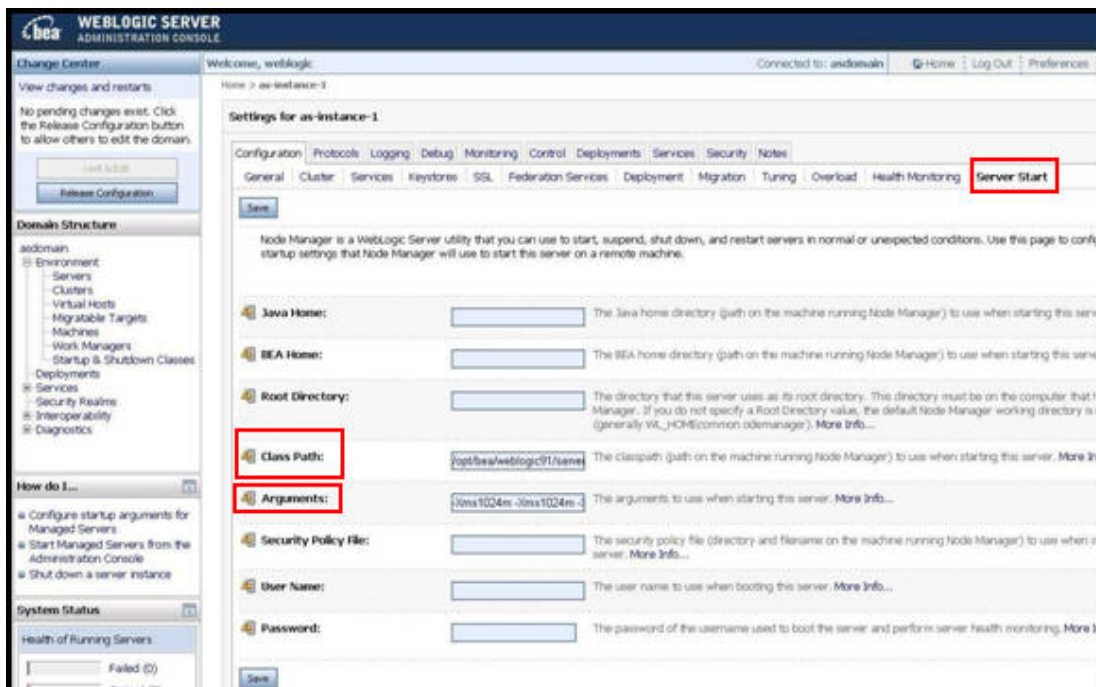 bea
WEBLOGIC SERVER
ADMINISTRATION CONSOLE
Change Center
View changes and restarts
No pending changes exist. Click
the Release Configuration button
to allow others to edit the domain.
Lock & Edit
Release Configuration
Domain Structure
asdomain
Environment
Servers
Clusters
Virtual Hosts
Migratable Targets
Machines
Work Managers
Startup & Shutdown Classes
Deployments
Services
Security Realms
Interoperability
Diagnostics
How do I...
Configure startup arguments for
Managed Servers
Start Managed Servers from the
Administration Console
Shut down a server instance
System Status
Health of Running Servers
Failed (0)
Welcome, weblogic
Connected to: asdomain
Home
Log Out
Preferences
Home > as-instance-1
Settings for as-instance-1
Configuration Protocols Logging Debug Monitoring Control Deployments Services Security Notes
General Cluster Services Keystores SSL Federation Services Deployment Migration Tuning Overload Health Monitoring Server Start
Save
Node Manager is a WebLogic Server utility that you can use to start, suspend, shut down, and restart servers in normal or unexpected conditions. Use this page to confi
startup settings that Node Manager will use to start this server on a remote machine.
Java Home:
The Java home directory (path on the machine running Node Manager) to use when starting this serv
BEA Home:
The BEA home directory (path on the machine running Node Manager) to use when starting this serve
Root Directory:
The directory that this server uses as its root directory. This directory must be on the computer that
Manager. If you do not specify a Root Directory value, the default Node Manager working directory is
(generally WL_HOMEcommon odemanager). More Info...
Class Path:
/opt/bea/weblogic91/server
The classpath (path on the machine running Node Manager) to use when starting this server. More In
Arguments:
-Xms1024m -Xmx1024m -
The arguments to use when starting this server. More Info...
Security Policy File:
The security policy file (directory and filename on the machine running Node Manager) to use when s
server. More Info...
User Name:
The user name to use when booting this server. More Info...
Password:
The password of the username used to boot the server and perform server health monitoring. More I
Save